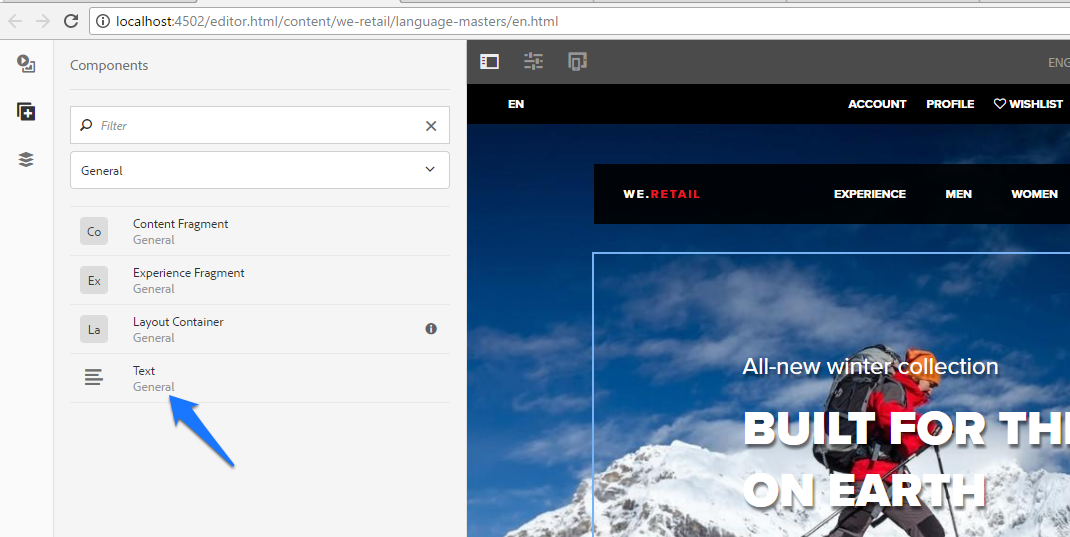 localhost:4502/editor.html/content/we-retail/language-masters/en.html
Components
Filter
General
Co
Content Fragment
General
Ex
Experience Fragment
General
La
Layout Container
General
Text
General
ENG
EN
ACCOUNT PROFILE WISHLIST
WE.RETAIL EXPERIENCE MEN WOMEN
All-new winter collection
BUILT FOR THE
ON EARTH